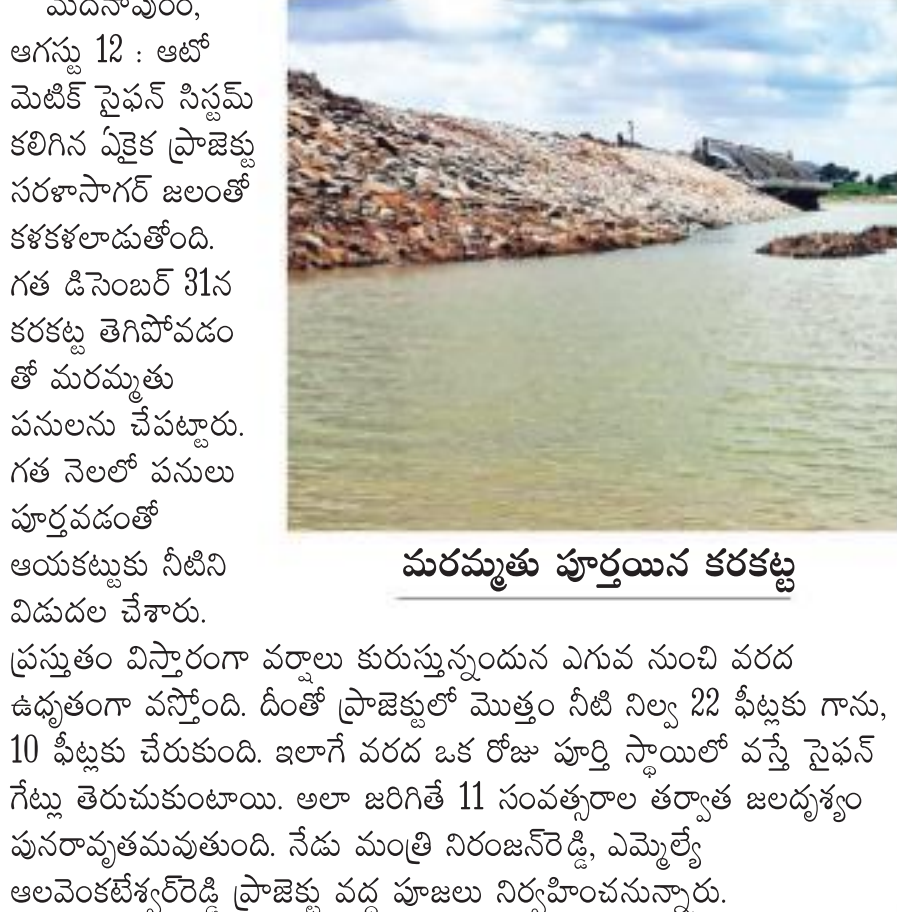 మదనాపురం,
ఆగస్టు 12 : ఆటో
మెటిక్ సైఫన్ సిస్టమ్
కలిగిన ఏకైక ప్రాజెక్టు
సరళాసాగర్ జలంతో
కళకళలాడుతోంది.
గత డిసెంబర్ 31న
కరకట్ట తెగిపోవడం
తో మరమ్మతు
పనులను చేపట్టారు.
గత నెలలో పనులు
పూర్తవడంతో
ఆయకట్టుకు నీటిని
విడుదల చేశారు.
మరమ్మతు పూర్తయిన కరకట్ట
ప్రస్తుతం విస్తారంగా వర్షాలు కురుస్తున్నందున ఎగువ నుంచి వరద
ఉధృతంగా వస్తోంది. దీంతో ప్రాజెక్టులో మొత్తం నీటి నిల్వ 22 ఫీట్లకు గాను,
10 ఫీట్లకు చేరుకుంది. ఇలాగే వరద ఒక రోజు పూర్తి స్థాయిలో వస్తే సైఫన్
గేట్లు తెరుచుకుంటాయి. అలా జరిగితే 11 సంవత్సరాల తర్వాత జలదృశ్యం
పునరావృతమవుతుంది. నేడు మంత్రి నిరంజన్‌రెడ్డి, ఎమ్మెల్యే
ఆలవెంకటేశ్వర్‌రెడ్డి ప్రాజెక్టు వద్ద పూజలు నిర్వహించనున్నారు.